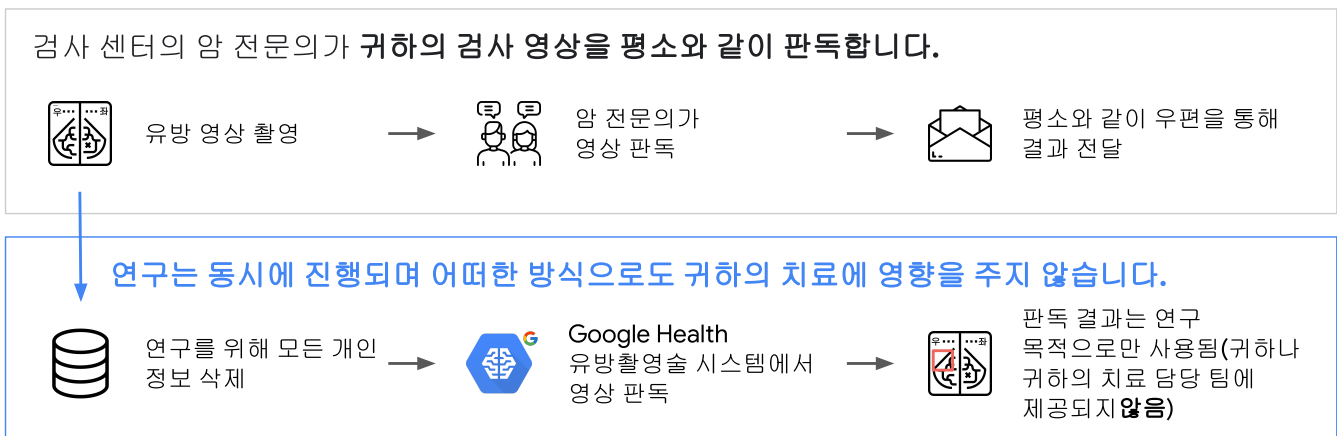 검사 센터의 암 전문의가 귀하의 검사 영상을 평소와 같이 판독합니다.
우··· ···좌
유방 영상 촬영
암 전문의가
영상 판독
평소와 같이 우편을 통해
결과 전달
연구는 동시에 진행되며 어떠한 방식으로도 귀하의 치료에 영향을 주지 않습니다.
연구를 위해 모든 개인
정보 삭제
G
Google Health
유방촬영술 시스템에서
영상 판독
우··· ···좌
판독 결과는 연구
목적으로만 사용됨(귀하나
귀하의 치료 담당 팀에
제공되지않음)